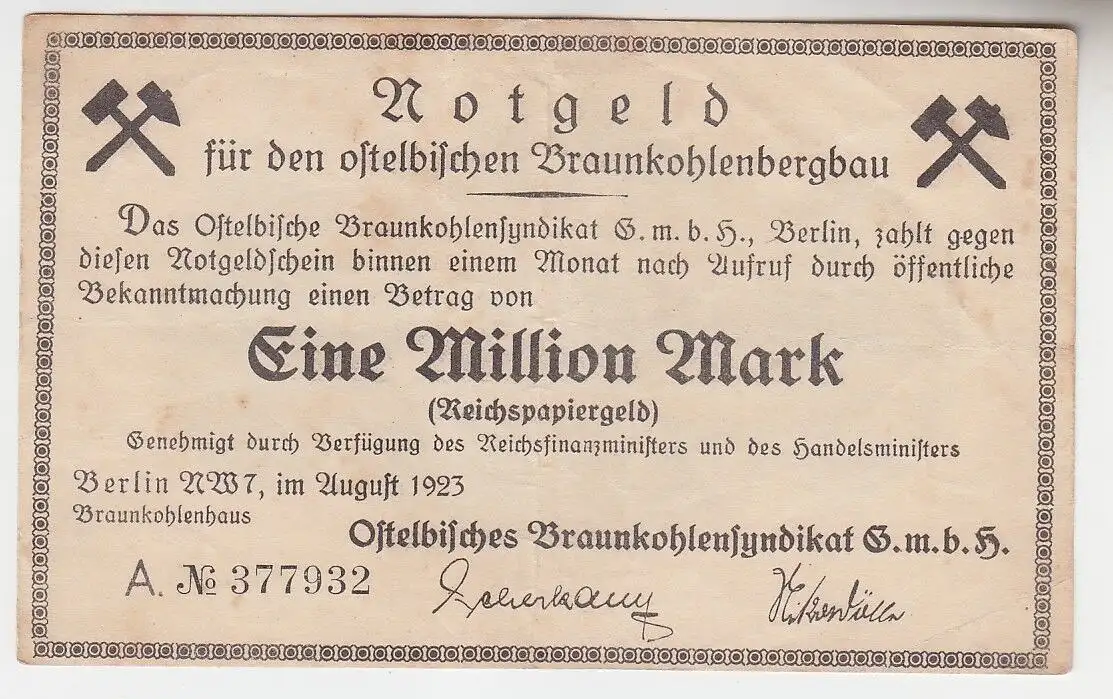 Notgeld
für den ostelbischen Braunkohlenbergbau
Das Ostelbische Braunkohlensyndikat G. m. b. H., Berlin, zahlt gegen
diesen Notgeldschein binnen einem Monat nach Aufruf durch öffentliche
Bekanntmachung einen Betrag von
Eine Million Mark
(Reichspapiergeld)
Genehmigt durch Verfügung des Reichsfinanzministers und des Handelsministers
Berlin NW7, im August 1923
Braunkohlenhaus
Ostelbisches Braunkohlensyndikat G. m. b. H.
A. № 377932